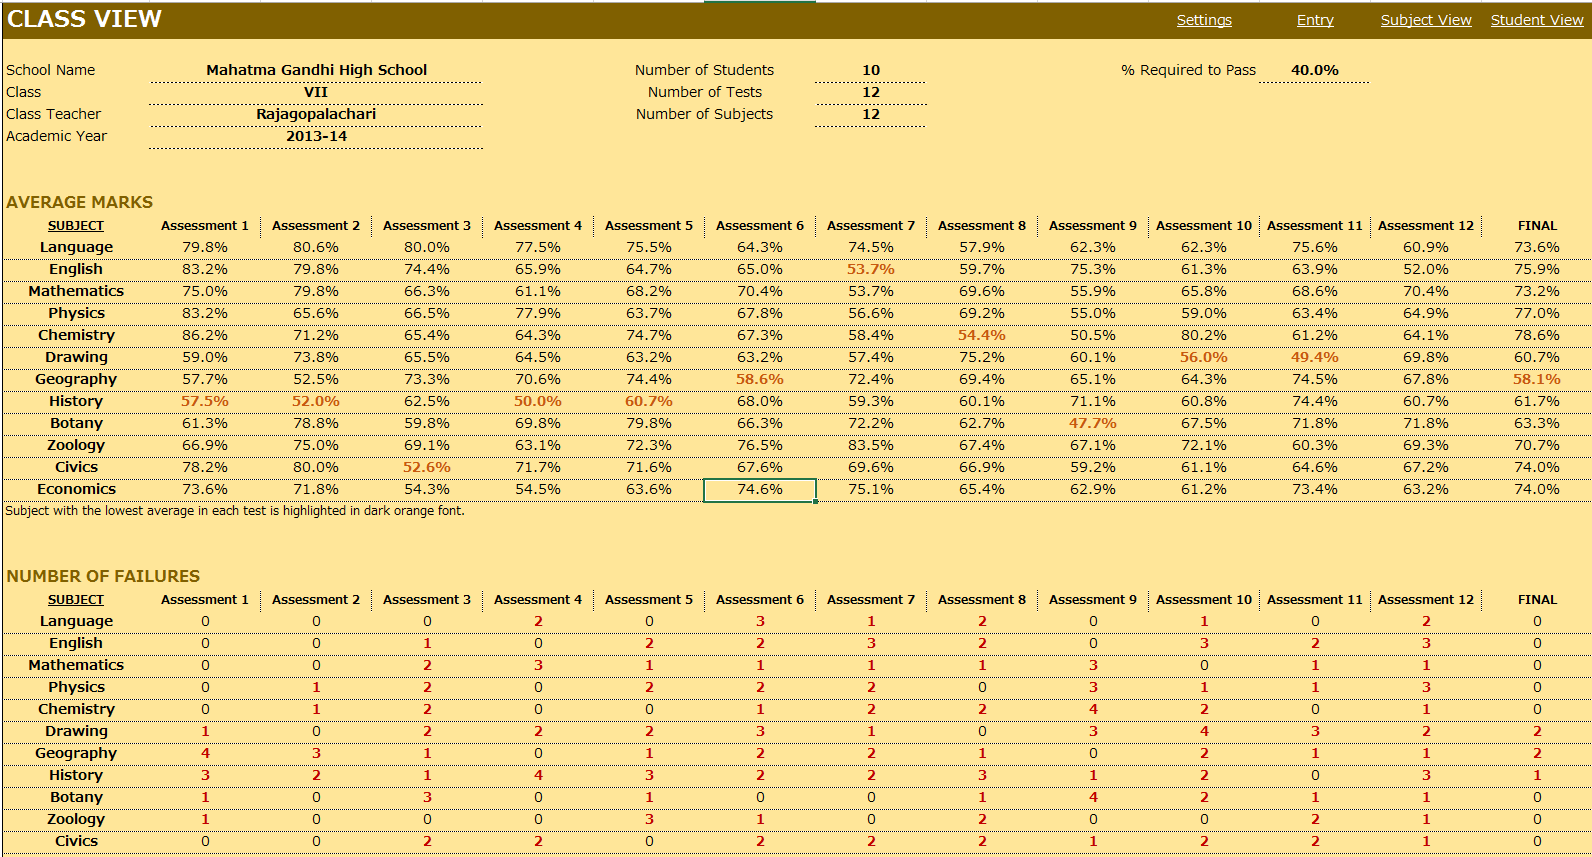 CLASS VIEW Settings Entry Subject View Student View
School Name Mahatma Gandhi High School Number of Students 10 % Required to Pass 40.0%
Class VII Number of Tests 12
Class Teacher Rajagopalachari Number of Subjects 12
Academic Year 2013-14
AVERAGE MARKS
SUBJECT Assessment 1 Assessment 2 Assessment 3 Assessment 4 Assessment 5 Assessment 6 Assessment 7 Assessment 8 Assessment 9 Assessment 10 Assessment 11 Assessment 12 FINAL
Language 79.8% 80.6% 80.0% 77.5% 75.5% 64.3% 74.5% 57.9% 62.3% 62.3% 75.6% 60.9% 73.6%
English 83.2% 79.8% 74.4% 65.9% 64.7% 65.0% 53.7% 59.7% 75.3% 61.3% 63.9% 52.0% 75.9%
Mathematics 75.0% 79.8% 66.3% 61.1% 68.2% 70.4% 53.7% 69.6% 55.9% 65.8% 68.6% 70.4% 73.2%
Physics 83.2% 65.6% 66.5% 77.9% 63.7% 67.8% 56.6% 69.2% 55.0% 59.0% 63.4% 64.9% 77.0%
Chemistry 86.2% 71.2% 65.4% 64.3% 74.7% 67.3% 58.4% 54.4% 50.5% 80.2% 61.2% 64.1% 78.6%
Drawing 59.0% 73.8% 65.5% 64.5% 63.2% 63.2% 57.4% 75.2% 60.1% 56.0% 49.4% 69.8% 60.7%
Geography 57.7% 52.5% 73.3% 70.6% 74.4% 58.6% 72.4% 69.4% 65.1% 64.3% 74.5% 67.8% 58.1%
History 57.5% 52.0% 62.5% 50.0% 60.7% 68.0% 59.3% 60.1% 71.1% 60.8% 74.4% 60.7% 61.7%
Botany 61.3% 78.8% 59.8% 69.8% 79.8% 66.3% 72.2% 62.7% 47.7% 67.5% 71.8% 71.8% 63.3%
Zoology 66.9% 75.0% 69.1% 63.1% 72.3% 76.5% 83.5% 67.4% 67.1% 72.1% 60.3% 69.3% 70.7%
Civics 78.2% 80.0% 52.6% 71.7% 71.6% 67.6% 69.6% 66.9% 59.2% 61.1% 64.6% 67.2% 74.0%
Economics 73.6% 71.8% 54.3% 54.5% 63.6% 74.6% 75.1% 65.4% 62.9% 61.2% 73.4% 63.2% 74.0%
Subject with the lowest average in each test is highlighted in dark orange font.
NUMBER OF FAILURES
SUBJECT Assessment 1 Assessment 2 Assessment 3 Assessment 4 Assessment 5 Assessment 6 Assessment 7 Assessment 8 Assessment 9 Assessment 10 Assessment 11 Assessment 12 FINAL
Language 0 0 0 2 0 3 1 2 0 1 0 2 0
English 0 0 1 0 2 2 3 2 0 3 2 3 0
Mathematics 0 0 2 3 1 1 1 1 3 0 1 1 0
Physics 0 1 2 0 2 2 2 0 3 1 1 3 0
Chemistry 0 1 2 0 0 1 2 2 4 2 0 1 0
Drawing 1 0 2 2 2 3 1 0 3 4 3 2 2
Geography 4 3 1 0 1 2 2 1 0 2 1 1 2
History 3 2 1 4 3 2 2 3 1 2 0 3 1
Botany 1 0 3 0 1 0 0 1 4 2 1 1 0
Zoology 1 0 0 0 3 1 0 2 0 0 2 1 0
Civics 0 0 2 2 0 2 2 2 1 2 2 1 0